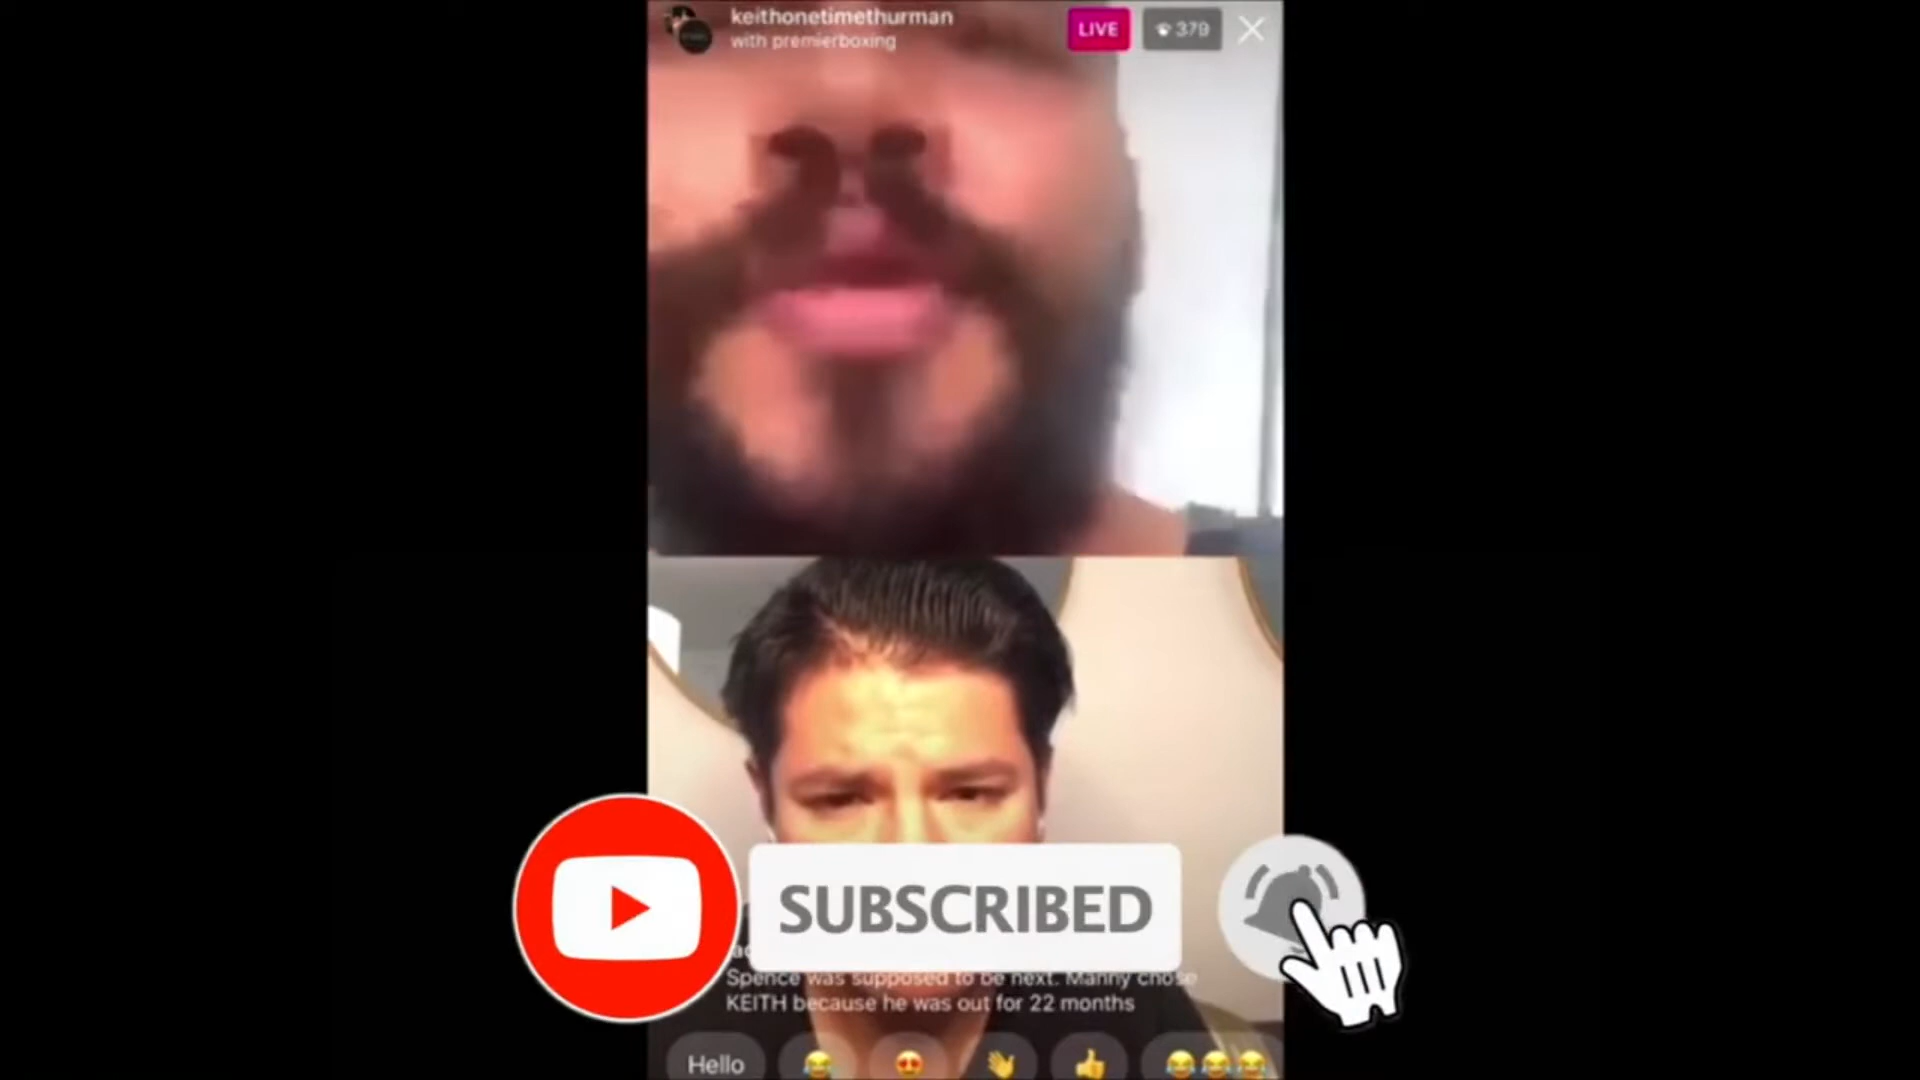 keithonetimethurman
with premierboxing
LIVE
379
SUBSCRIBED
Spence was supposed to be next. Manny chose
KEITH because he was out for 22 months
Hello